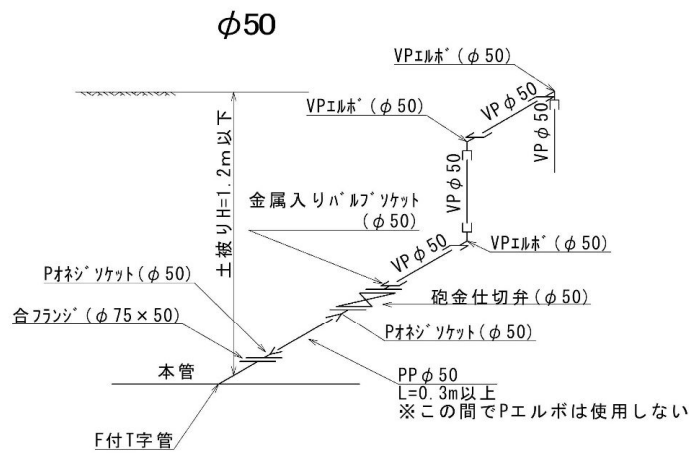 φ50
VPエルボ(φ50)
VPφ50
VPエルボ(φ50)
VPφ50
土被りH=1.2m以下
VPφ50
金属入りバルブソケット
(φ50)
VPφ50
VPエルボ(φ50)
Pオネジソケット(φ50)
砲金仕切弁(φ50)
合フランジ(φ75×50)
Pオネジソケット(φ50)
本管
PPφ50
L=0.3m以上
※この間でPエルボは使用しない
F付T字管